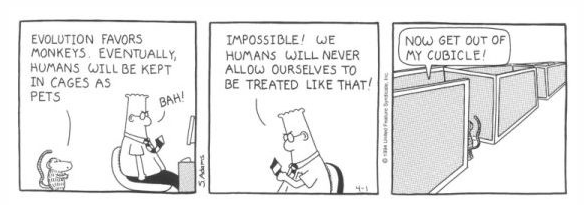 EVOLUTION FAVORS
MONKEYS. EVENTUALLY,
HUMANS WILL BE KEPT
IN CAGES AS
PETS
BAH!
S.Adams
IMPOSSIBLE! WE
HUMANS WILL NEVER
ALLOW OURSELVES TO
BE TREATED LIKE THAT!
4-1
© 1994 United Feature Syndicate, Inc.
NOW GET OUT OF
MY CUBICLE!